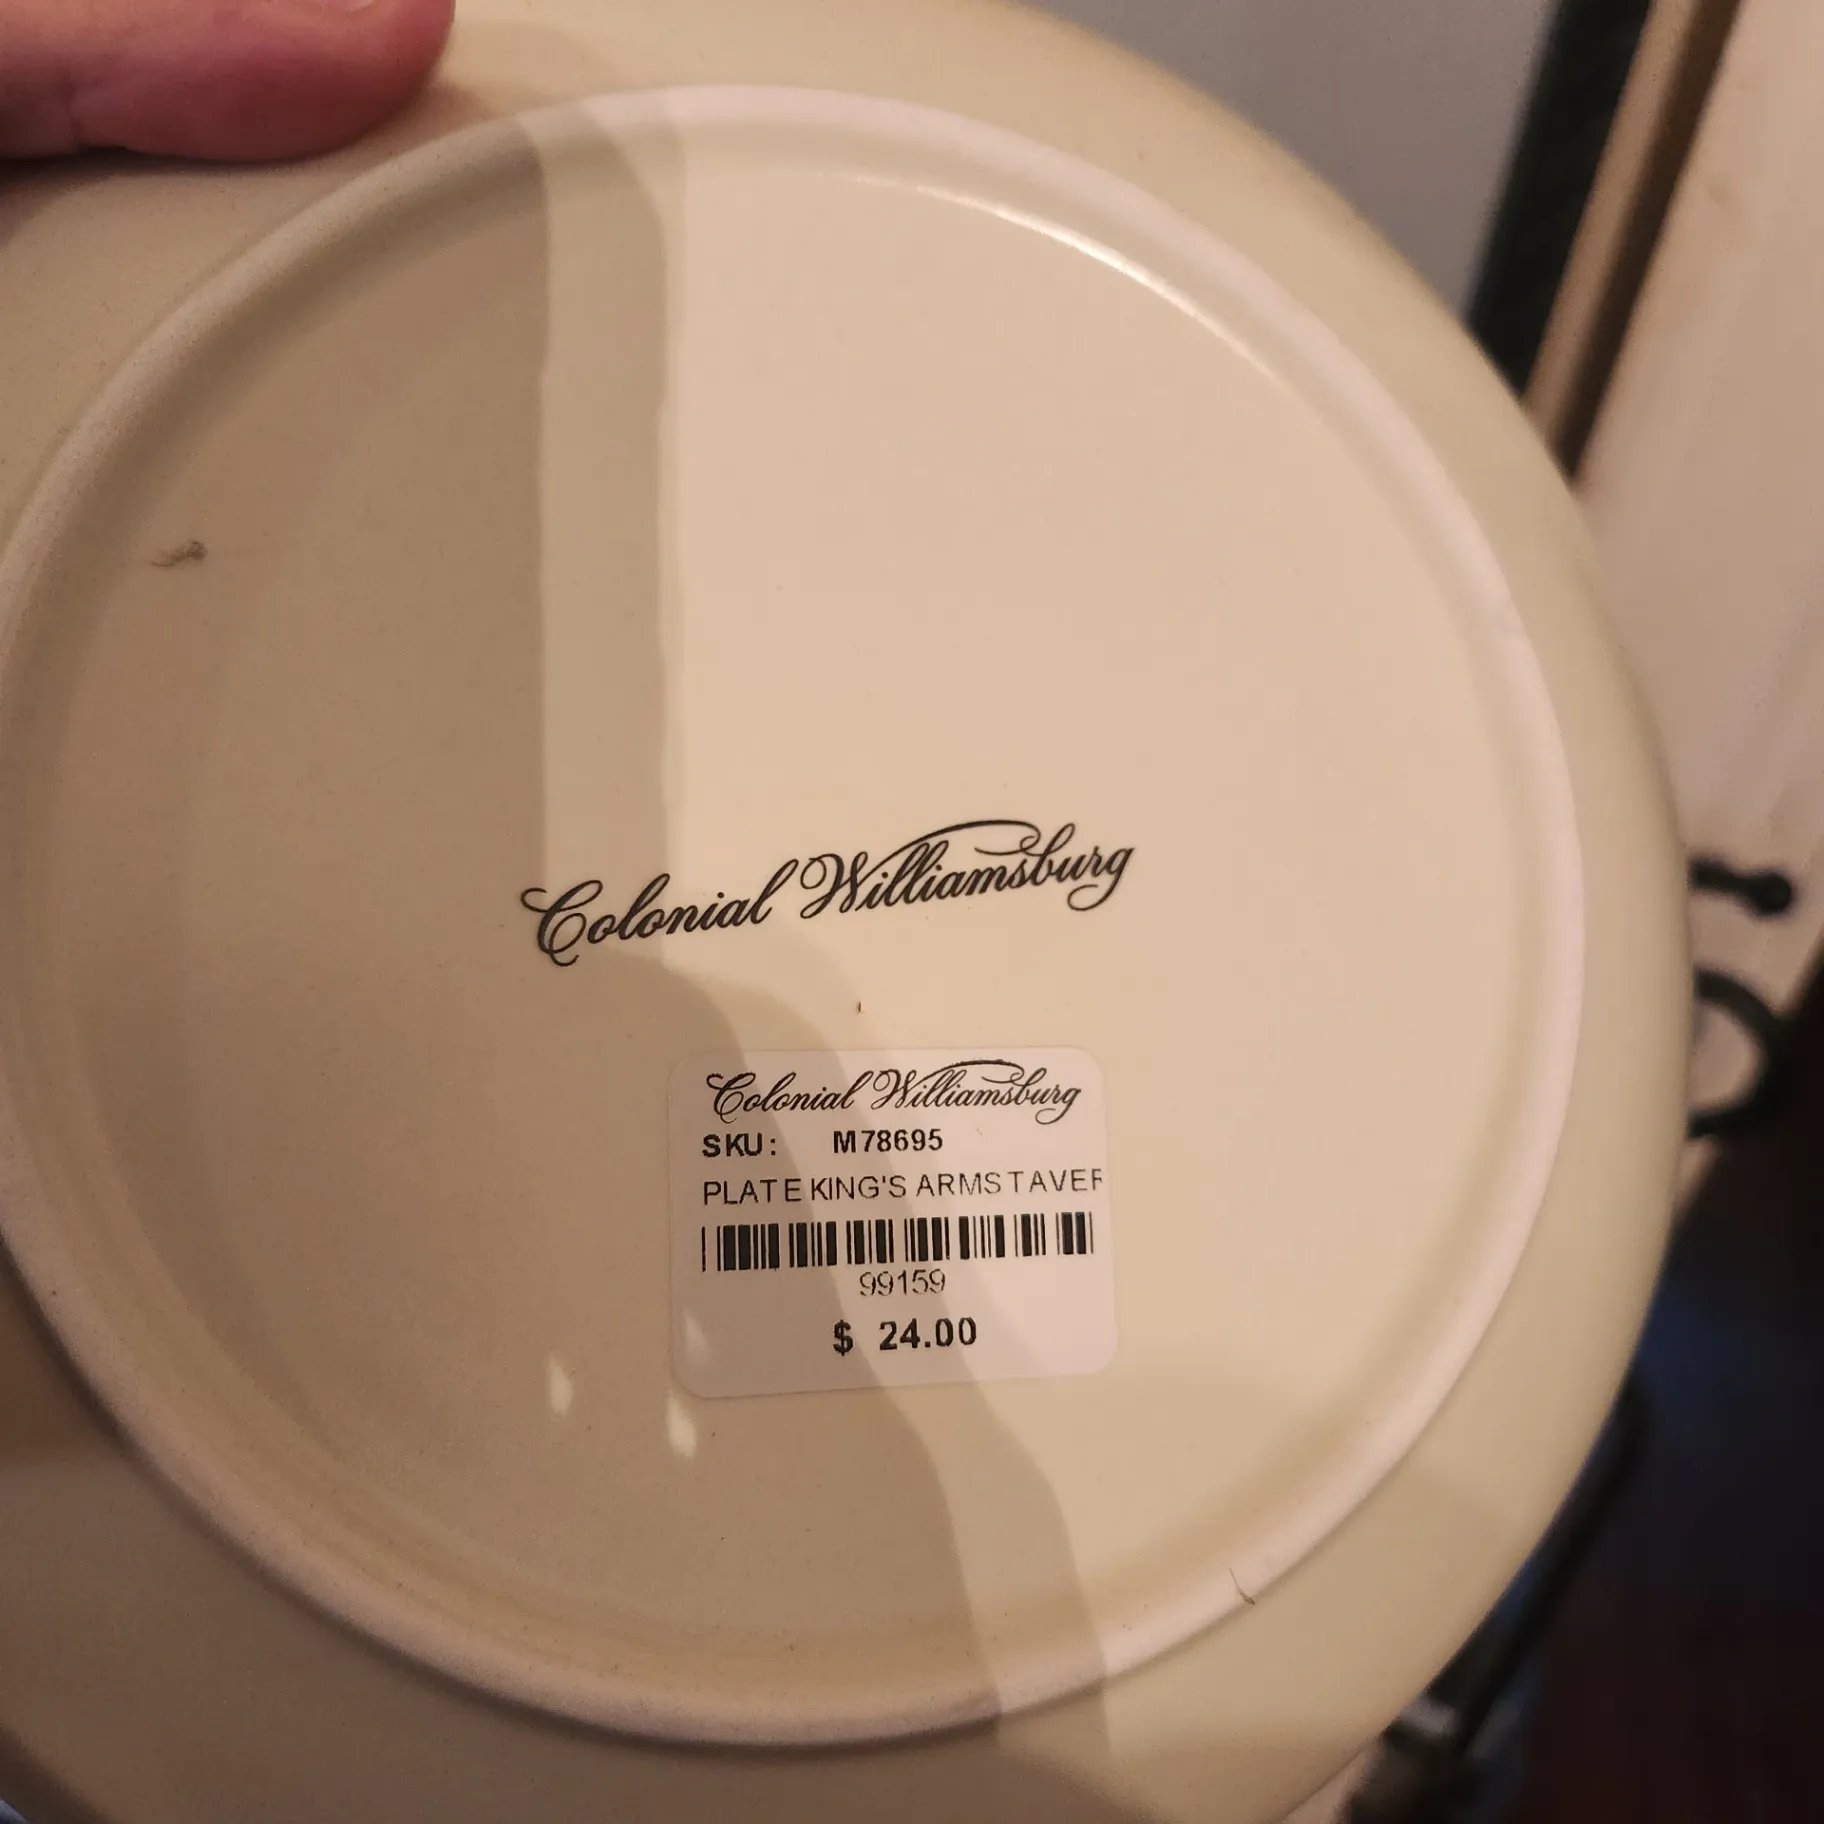 Colonial Williamsburg
Colonial Williamsburg
SKU: M78695
PLATE KING'S ARMS TAVER
99159
$ 24.00